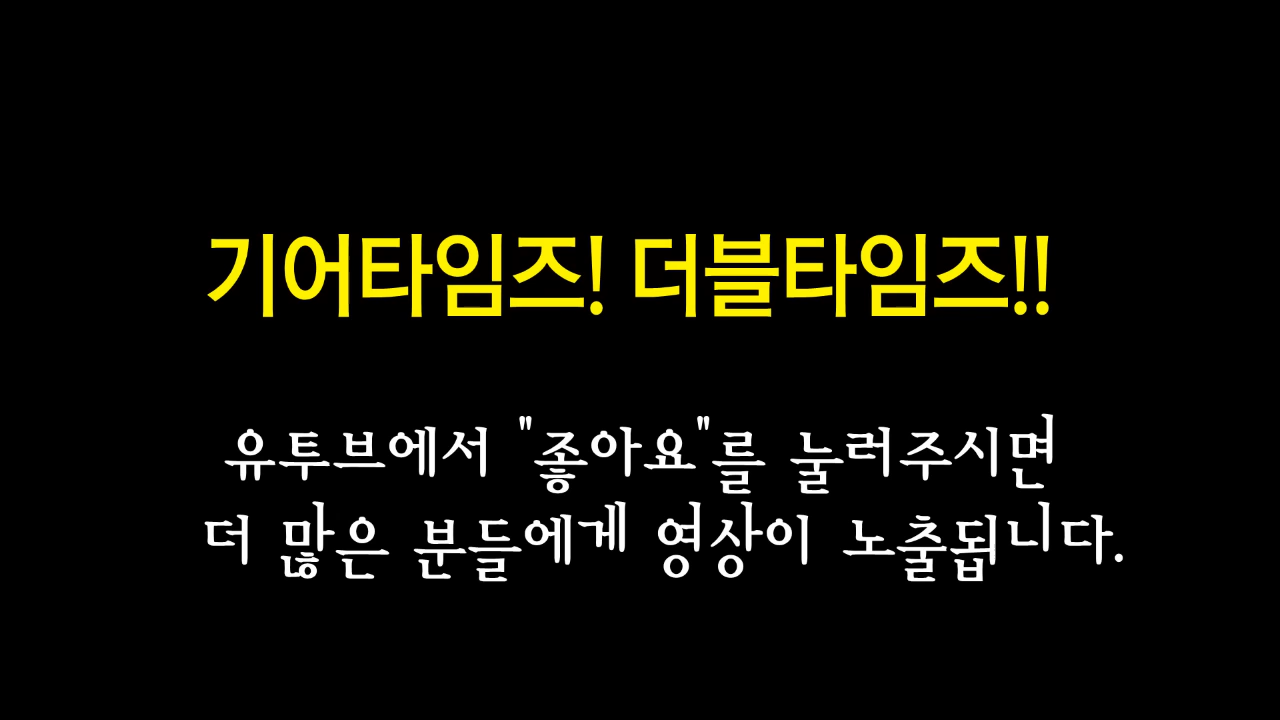 기어타임즈! 더블타임즈!!
유투브에서 "좋아요"를 눌러주시면
더 많은 분들에게 영상이 노출됩니다.